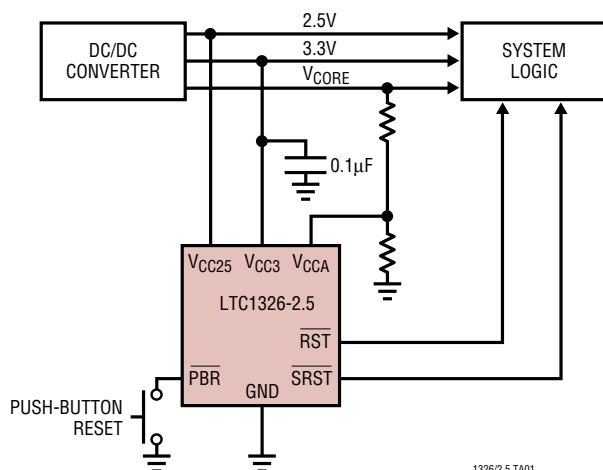 2.5V
DC/DC
CONVERTER
3.3V
SYSTEM
LOGIC
VCORE
0.1µF
VCC25 VCC3 VCCA
LTC1326-2.5
RST
PBR
SRST
GND
PUSH-BUTTON
RESET
1326/2.5 TA01